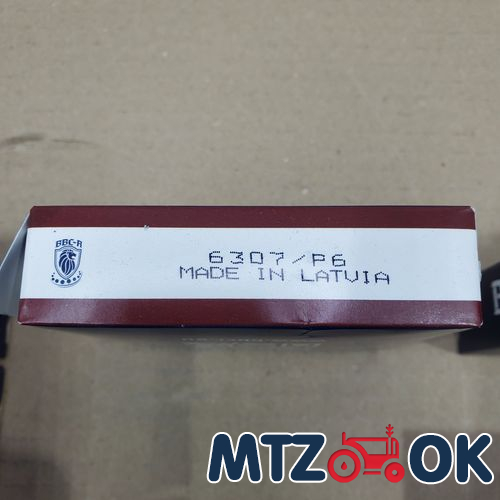 BBC-R
6307/P6
MADE IN LATVIA
MTZ OK